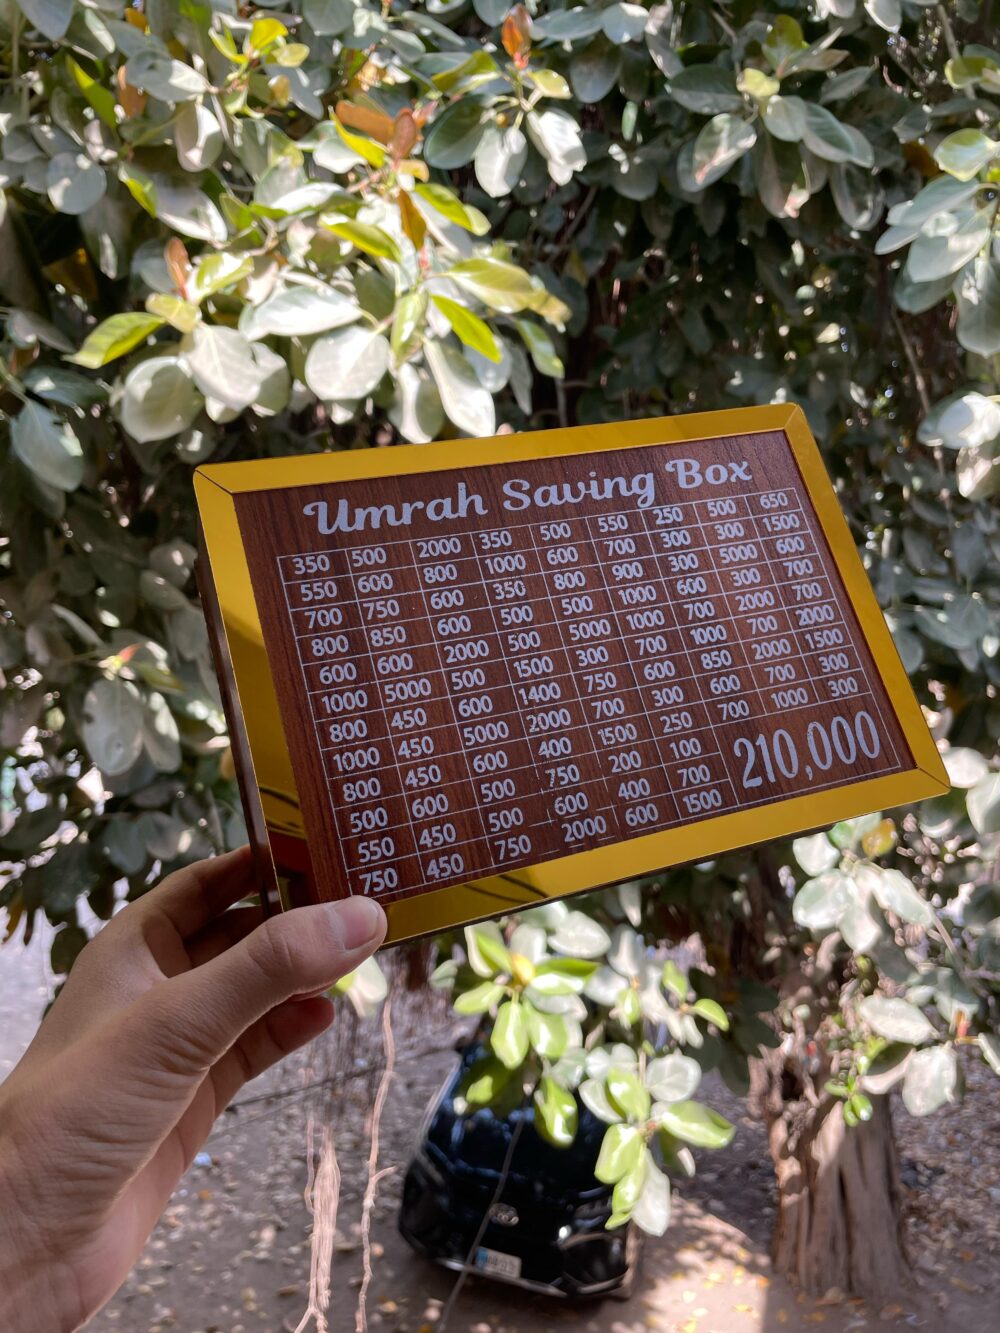 Umrah Saving Box
350 500 2000 350 500 550 250 500 650
550 600 800 1000 600 700 300 300 1500
700 750 600 350 800 900 300 5000 600
800 850 600 500 500 1000 600 300 700
600 600 2000 500 5000 1000 700 2000 700
1000 5000 500 1500 300 700 1000 700 2000
800 450 600 1400 750 600 850 2000 1500
1000 450 5000 2000 700 300 600 700 300
800 450 600 400 1500 250 700 1000 300
500 600 500 750 200 100 210,000
550 450 500 600 400 700
750 450 750 2000 600 1500